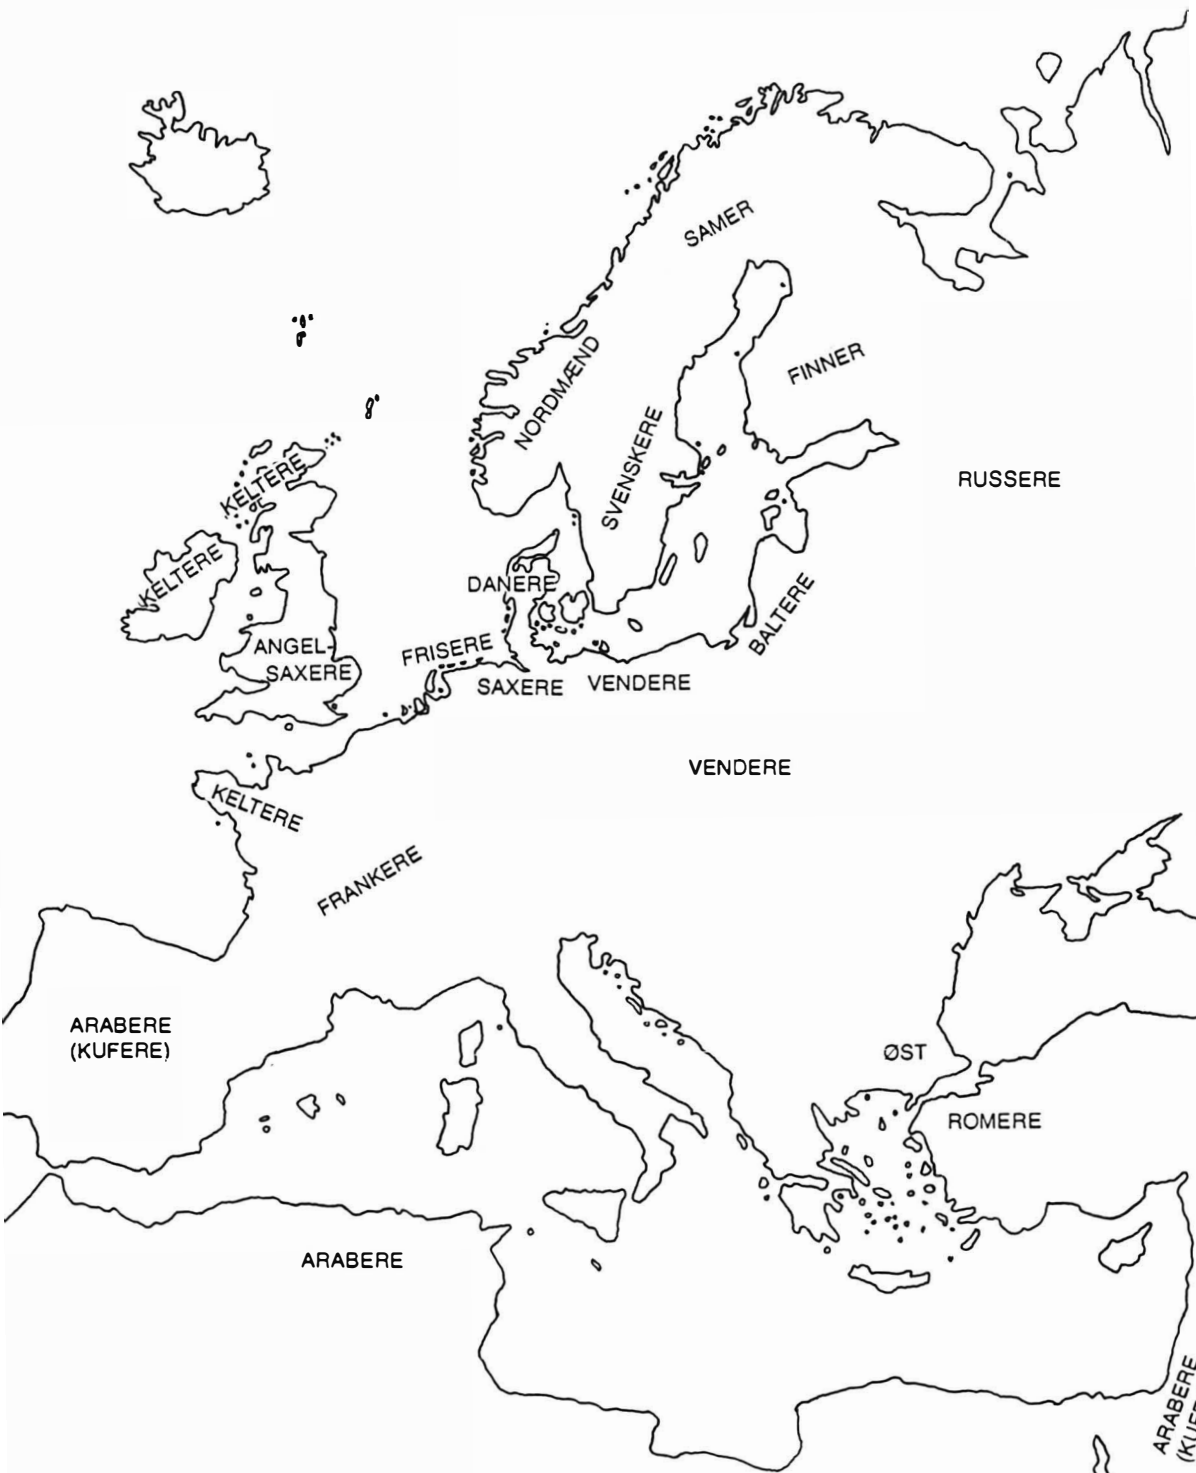 SAMER
FINNER
NORDMÆND
SVENSKERE
RUSSERE
KELTERE
KELTERE
DANERE
BALTERE
ANGEL-
SAXERE
FRISERE
SAXERE
VENDERE
VENDERE
KELTERE
FRANKERE
ARABERE
(KUFERE)
ØST
ROMERE
ARABERE
ARABERE